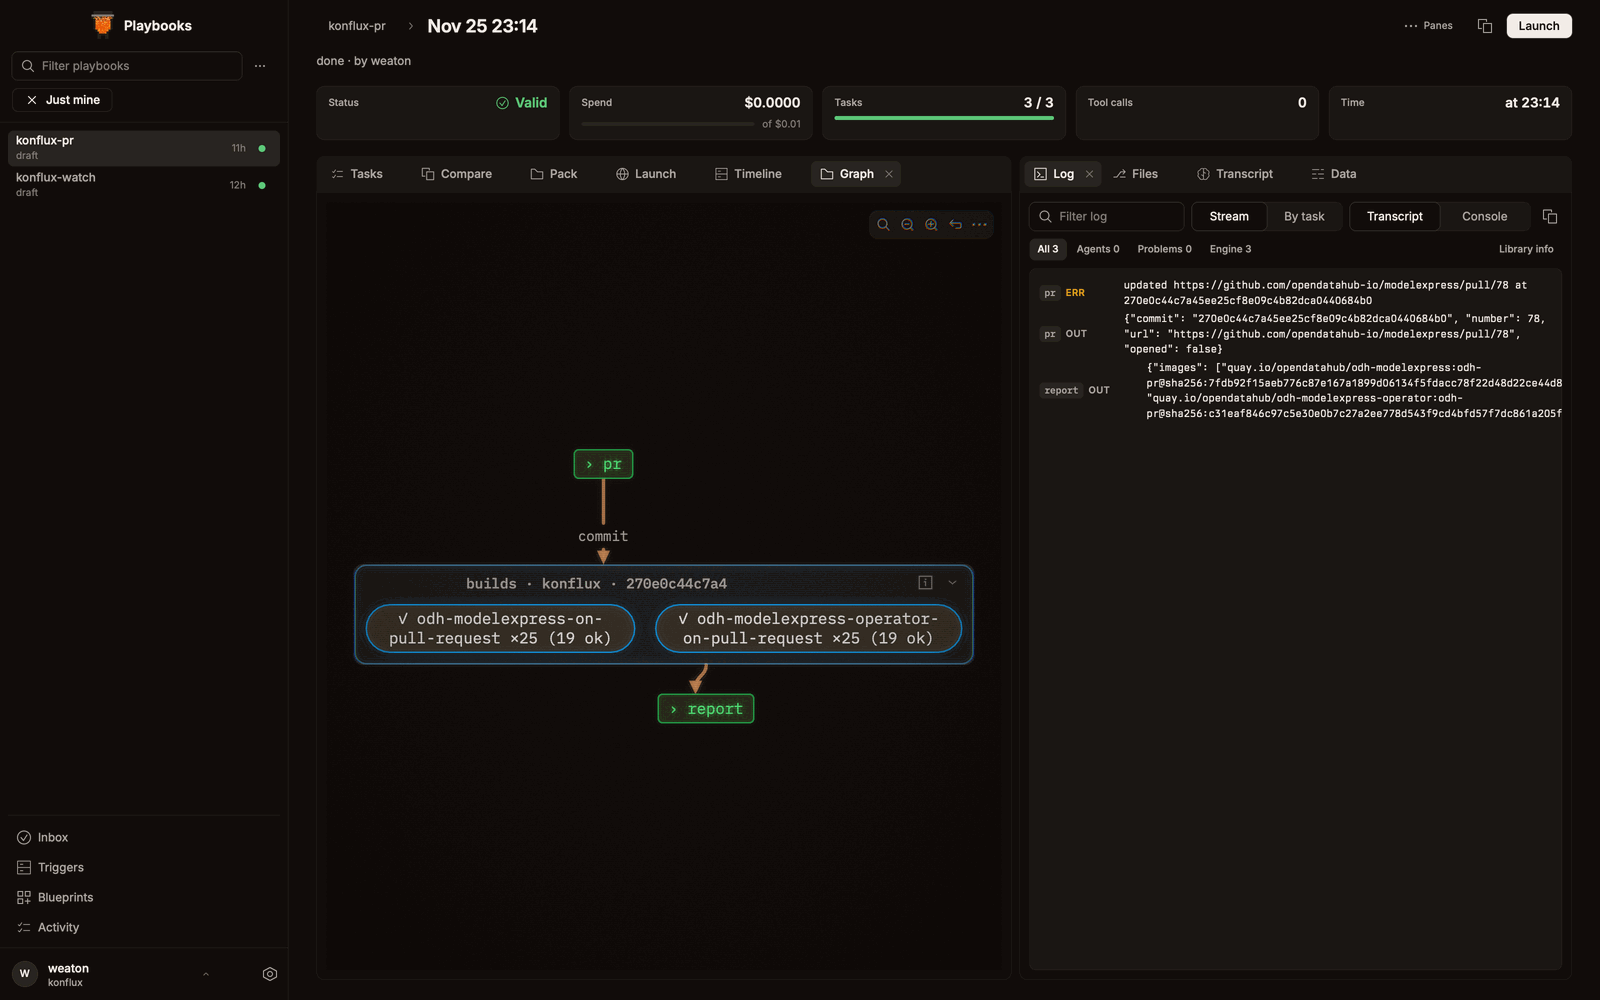 Playbooks
Filter playbooks
Just mine
konflux-pr
draft
11h
konflux-watch
draft
12h
Inbox
Triggers
Blueprints
Activity
W
weaton
konflux
konflux-pr
Nov 25 23:14
Panes
Launch
done · by weaton
Status
Valid
Spend
$0.0000
of $0.01
Tasks
3 / 3
Tool calls
0
Time
at 23:14
Tasks
Compare
Pack
Launch
Timeline
Graph
› pr
commit
builds · konflux · 270e0c44c7a4
√ odh-modelexpress-on-
pull-request ×25 (19 ok)
√ odh-modelexpress-operator-
on-pull-request ×25 (19 ok)
› report
Log
Files
Transcript
Data
Filter log
Stream
By task
Transcript
Console
All 3
Agents 0
Problems 0
Engine 3
Library info
pr ERR
updated https://github.com/opendatahub-io/modelexpress/pull/78 at
270e0c44c7a45ee25cf8e09c4b82dca0440684b0
pr OUT
{"commit": "270e0c44c7a45ee25cf8e09c4b82dca0440684b0", "number": 78,
"url": "https://github.com/opendatahub-io/modelexpress/pull/78",
"opened": false}
report OUT
{"images": ["quay.io/opendatahub/odh-modelexpress:odh-
pr@sha256:7fdb92f15aeb776c87e167a1899d06134f5fdacc78f22d48d22ce44d8
"quay.io/opendatahub/odh-modelexpress-operator:odh-
pr@sha256:c31eaf846c97c5e30e0b7c27a2ee778d543f9cd4bfd57f7dc861a205f